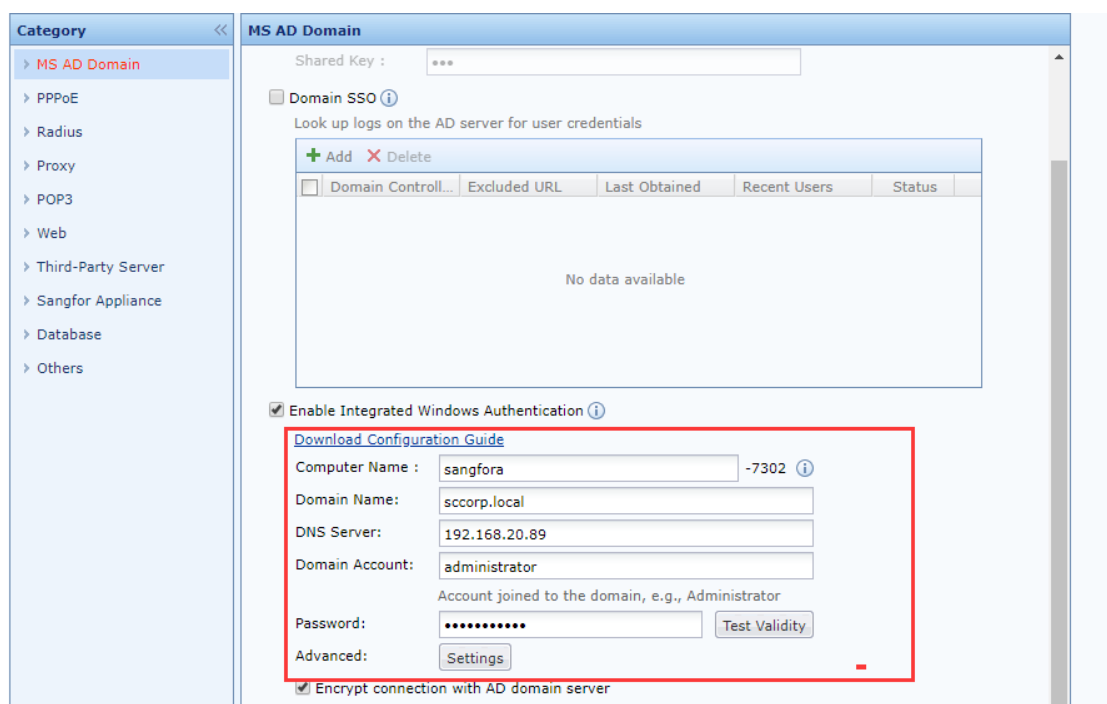 Category
MS AD Domain
MS AD Domain
PPPoE
Radius
Proxy
POP3
Web
Third-Party Server
Sangfor Appliance
Database
Others
Shared Key :
•••
Domain SSO
Look up logs on the AD server for user credentials
Add Delete
Domain Controll... Excluded URL Last Obtained Recent Users Status
No data available
Enable Integrated Windows Authentication
Download Configuration Guide
Computer Name : sangfora -7302
Domain Name: sccorp.local
DNS Server: 192.168.20.89
Domain Account: administrator
Account joined to the domain, e.g., Administrator
Password: ••••••••••• Test Validity
Advanced: Settings
Encrypt connection with AD domain server